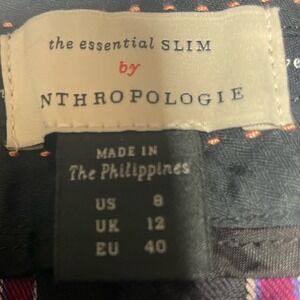 the essential SLIM
by
NTHROPOLOGIE
MADE IN
The Philippines
US 8
UK 12
EU 40